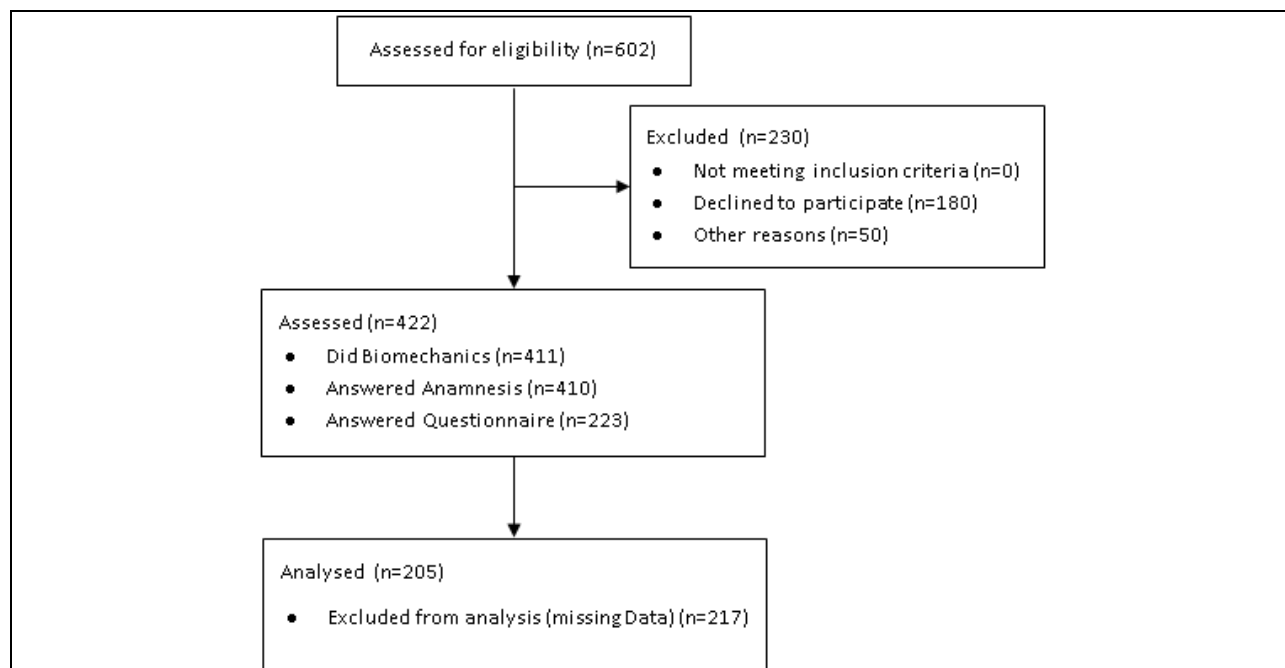 Assessed for eligibility (n=602)
Excluded (n=230)
● Not meeting inclusion criteria (n=0)
● Declined to participate (n=180)
● Other reasons (n=50)
Assessed (n=422)
● Did Biomechanics (n=411)
● Answered Anamnesis (n=410)
● Answered Questionnaire (n=223)
Analysed (n=205)
● Excluded from analysis (missing Data) (n=217)